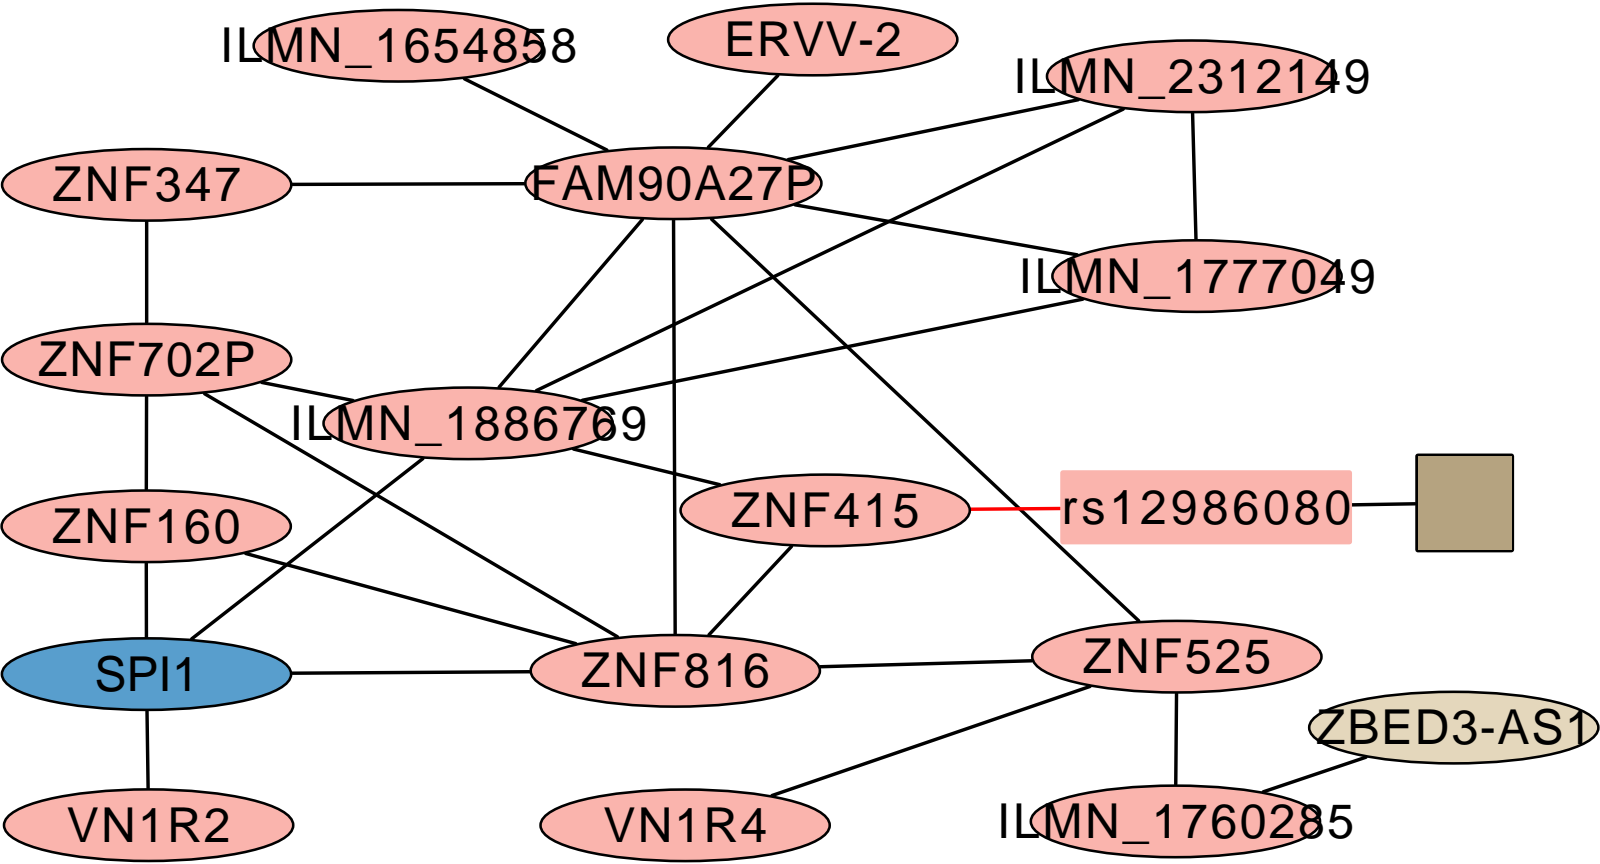 ILMN_1654858
ERVV-2
ILMN_2312149
ZNF347
FAM90A27P
ILMN_1777049
ZNF702P
ILMN_1886769
ZNF160
ZNF415
rs12986080
SPI1
ZNF816
ZNF525
ZBED3-AS1
VN1R2
VN1R4
ILMN_1760285